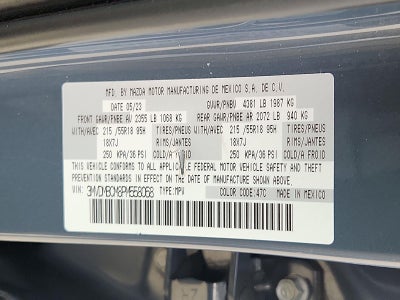 MFD. BY MAZDA MOTOR MANUFACTURING DE MEXICO S.A. DE C.V.
DATE 05/23 GVWR/PNBV 4381 LB 1987 KG
FRONT GAWR/PNBE AV 2355 LB 1068 KG REAR GAWR/PNBE AR 2072 LB 940 KG
WITH/AVEC 215 /55R18 95H TIRES/PNEUS WITH/AVEC 215 /55R18 95H TIRES/PNEUS
18X7J RIMS/JANTES 18X7J RIMS/JANTES
250 KPA/36 PSI COLD/FROID 250 KPA/36 PSI COLD/FROID
THIS VEHICLE CONFORMS TO ALL APPLICABLE FEDERAL MOTOR VEHICLE SAFETY AND THEFT
PREVENTION STANDARDS IN EFFECT ON THE DATE OF MANUFACTURE SHOWN ABOVE.
VIN: TYPE:MPV COLOR CODE:47C MADE IN MEXICO